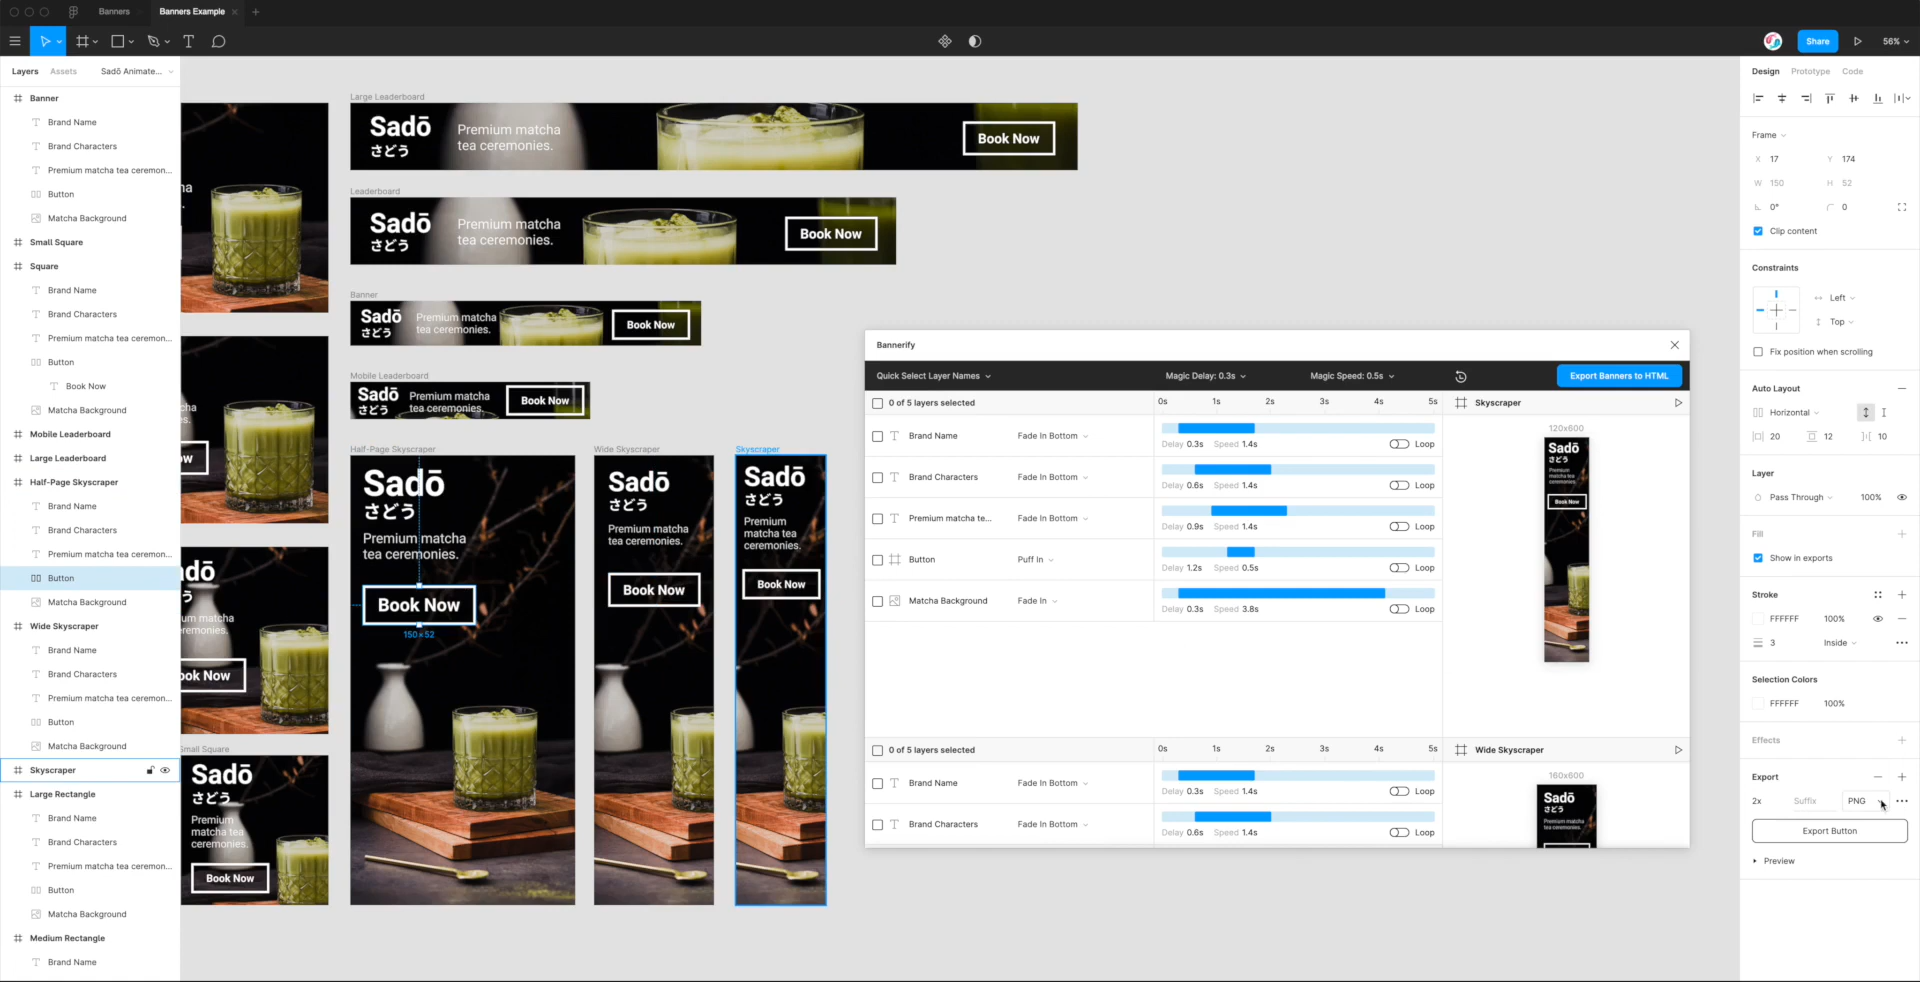 Banners
Banners Example
Share
56%
Layers
Assets
Sadō Animate...
Banner
Brand Name
Brand Characters
Premium matcha tea ceremon...
Button
Matcha Background
Small Square
Square
Brand Name
Brand Characters
Premium matcha tea ceremon...
Button
Book Now
Matcha Background
Mobile Leaderboard
Large Leaderboard
Half-Page Skyscraper
Brand Name
Brand Characters
Premium matcha tea ceremon...
Button
Matcha Background
Wide Skyscraper
Brand Name
Brand Characters
Premium matcha tea ceremon...
Button
Matcha Background
Skyscraper
Large Rectangle
Brand Name
Brand Characters
Premium matcha tea ceremon...
Button
Matcha Background
Medium Rectangle
Brand Name
Small Square
Sadō
さどう
Premium
matcha tea
ceremonies.
Book Now
Large Leaderboard
Sadō
さどう
Premium matcha
tea ceremonies.
Book Now
Leaderboard
Sadō
さどう
Premium matcha
tea ceremonies.
Book Now
Banner
Sadō
さどう
Premium matcha
tea ceremonies.
Book Now
Mobile Leaderboard
Sadō
さどう
Premium matcha
tea ceremonies.
Book Now
Half-Page Skyscraper
Sadō
さどう
Premium matcha
tea ceremonies.
Book Now
150×52
Wide Skyscraper
Sadō
さどう
Premium matcha
tea ceremonies.
Book Now
Skyscraper
Sadō
さどう
Premium
matcha tea
ceremonies.
Book Now
Bannerify
Quick Select Layer Names
Magic Delay: 0.3s
Magic Speed: 0.5s
Export Banners to HTML
0 of 5 layers selected
0s 1s 2s 3s 4s 5s
Skyscraper
Brand Name Fade In Bottom
Delay 0.3s Speed 1.4s Loop
Brand Characters Fade In Bottom
Delay 0.6s Speed 1.4s Loop
Premium matcha te... Fade In Bottom
Delay 0.9s Speed 1.4s Loop
Button Puff In
Delay 1.2s Speed 0.5s Loop
Matcha Background Fade In
Delay 0.3s Speed 3.8s Loop
120x600
Sadō
さどう
Premium
matcha tea
ceremonies.
Book Now
0 of 5 layers selected
0s 1s 2s 3s 4s 5s
Wide Skyscraper
Brand Name Fade In Bottom
Delay 0.3s Speed 1.4s Loop
Brand Characters Fade In Bottom
Delay 0.6s Speed 1.4s Loop
160x600
Sadō
さどう
Premium matcha
tea ceremonies.
Design
Prototype
Code
Frame
X 17 Y 174
W 150 H 52
0° 0
Clip content
Constraints
Left
Top
Fix position when scrolling
Auto Layout
Horizontal
20 12 10
Layer
Pass Through 100%
Fill
Show in exports
Stroke
FFFFFF 100%
3 Inside
Selection Colors
FFFFFF 100%
Effects
Export
2x Suffix PNG
Export Button
Preview